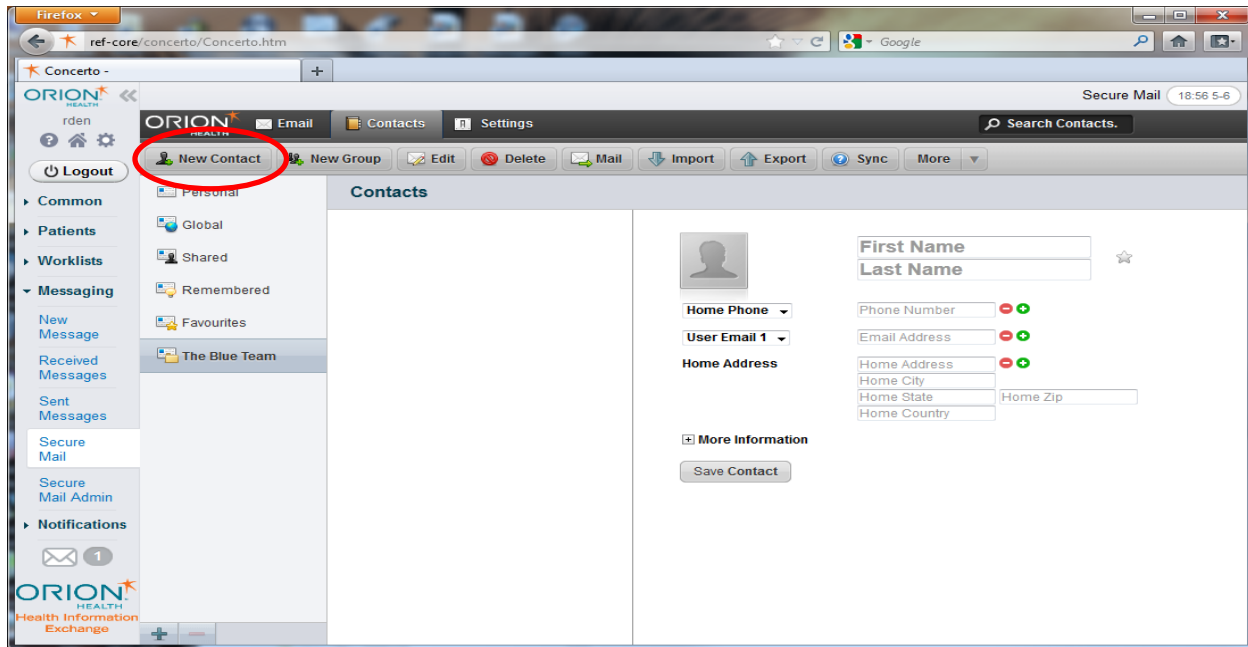 Firefox
ref-core/concerto/Concerto.htm
Google
Concerto -
Secure Mail 18:56 5-6
ORION HEALTH
rden
Logout
Common
Patients
Worklists
Messaging
New
Message
Received
Messages
Sent
Messages
Secure
Mail
Secure
Mail Admin
Notifications
1
ORION HEALTH
Health Information
Exchange
ORION HEALTH Email Contacts Settings Search Contacts.
New Contact New Group Edit Delete Mail Import Export Sync More
Personal
Global
Shared
Remembered
Favourites
The Blue Team
Contacts
First Name
Last Name
Home Phone Phone Number
User Email 1 Email Address
Home Address Home Address
Home City
Home State Home Zip
Home Country
More Information
Save Contact